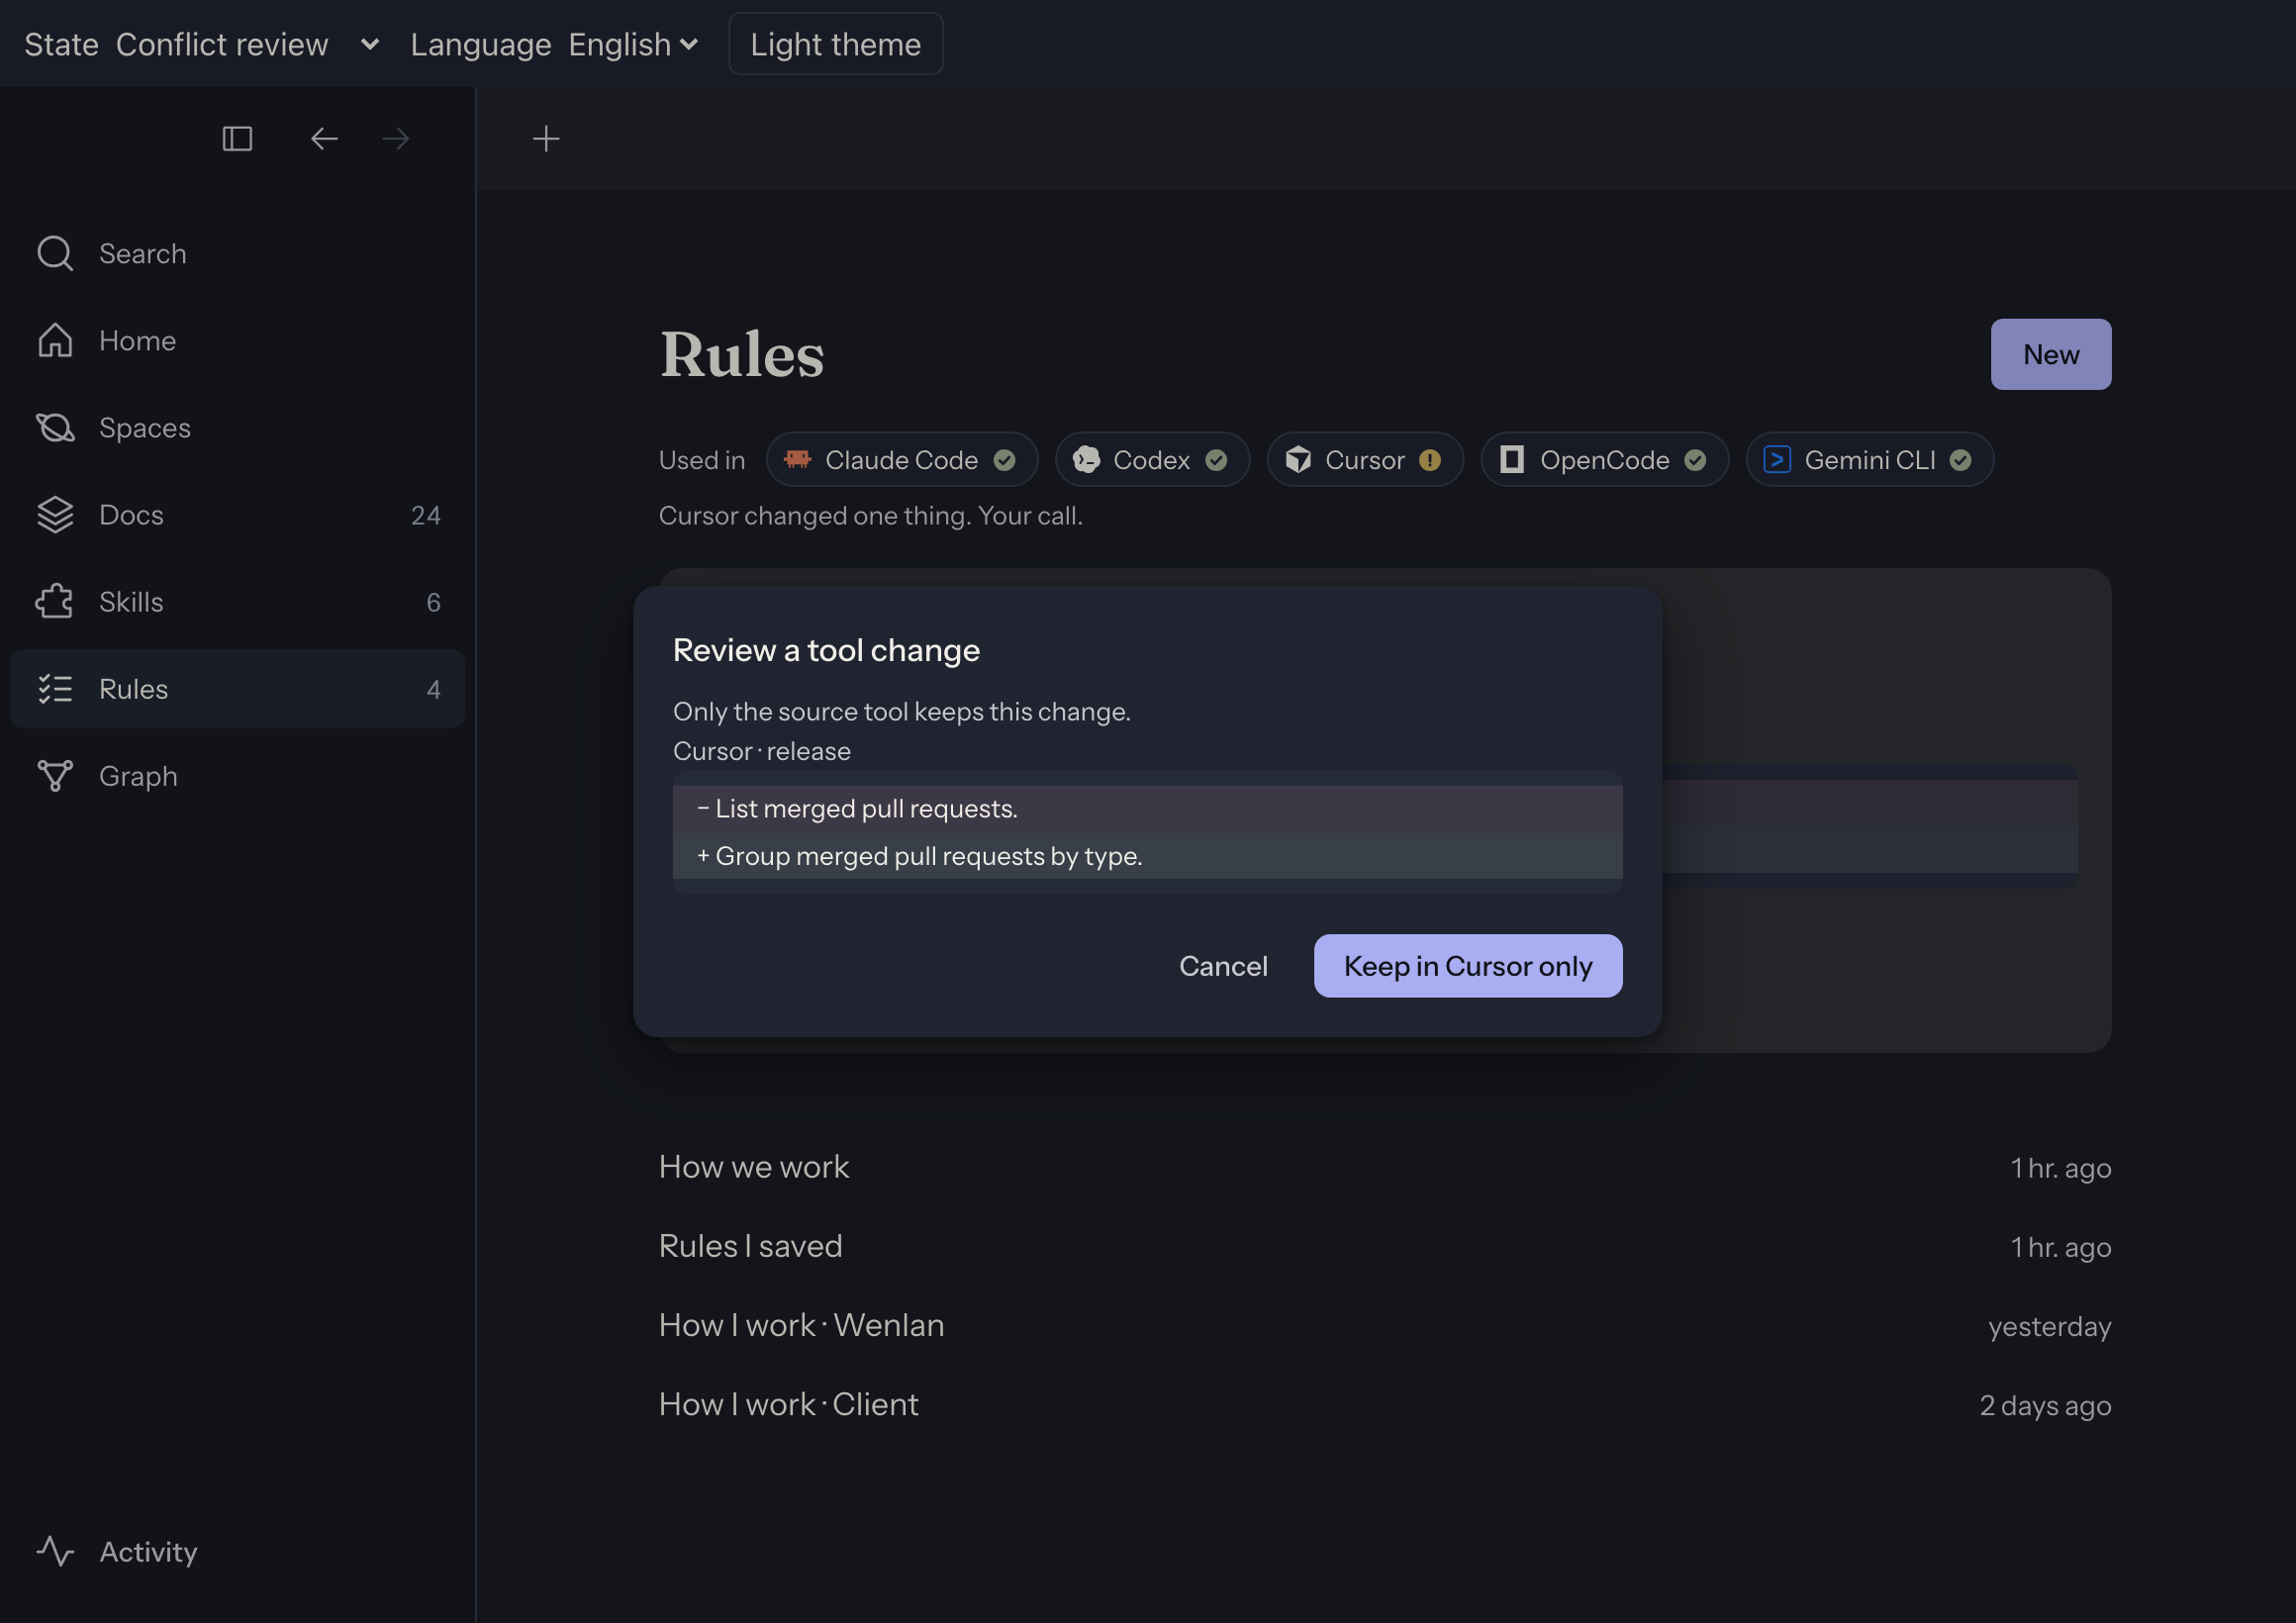 State Conflict review Language English Light theme
Search
Home
Spaces
Docs 24
Skills 6
Rules 4
Graph
Activity
Rules
New
Used in Claude Code Codex Cursor OpenCode Gemini CLI
Cursor changed one thing. Your call.
Review a tool change
Only the source tool keeps this change.
Cursor · release
− List merged pull requests.
+ Group merged pull requests by type.
Cancel Keep in Cursor only
How we work 1 hr. ago
Rules I saved 1 hr. ago
How I work · Wenlan yesterday
How I work · Client 2 days ago